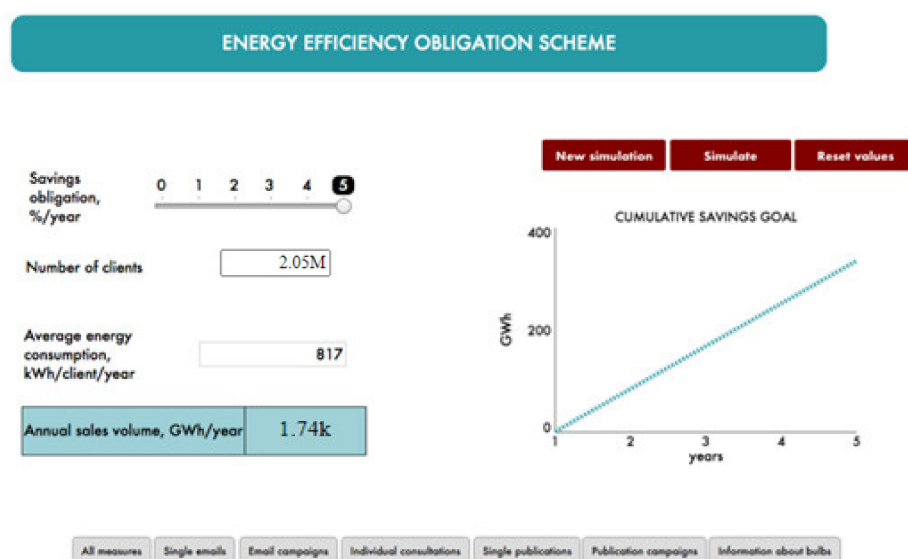 ENERGY EFFICIENCY OBLIGATION SCHEME
New simulation Simulate Reset values
Savings
obligation,
%/year
0 1 2 3 4 5
Number of clients 2.05M
Average energy
consumption,
kWh/client/year
817
Annual sales volume, GWh/year 1.74k
CUMULATIVE SAVINGS GOAL
400
200
0
GWh
1 2 3 4 5
years
All measures Single emails Email campaigns Individual consultations Single publications Publication campaigns Information about bulbs